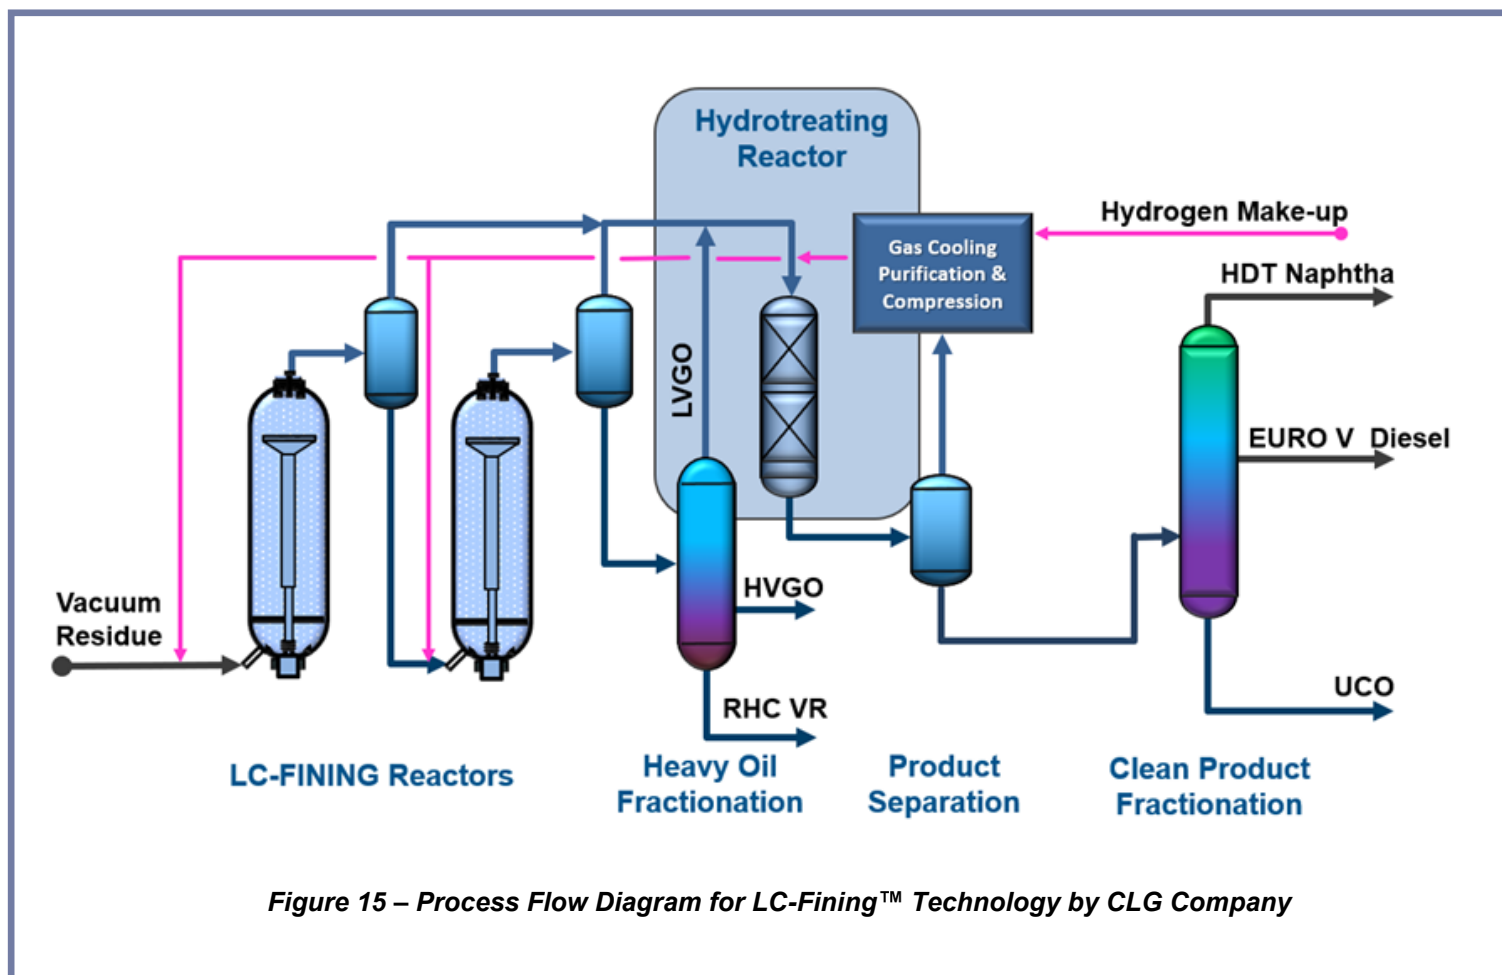 Hydrotreating
Reactor
Hydrogen Make-up
Gas Cooling
Purification &
Compression
HDT Naphtha
LVGO
EURO V Diesel
Vacuum
Residue
HVGO
RHC VR
UCO
LC-FINING Reactors
Heavy Oil
Fractionation
Product
Separation
Clean Product
Fractionation
Figure 15 – Process Flow Diagram for LC-Fining™ Technology by CLG Company